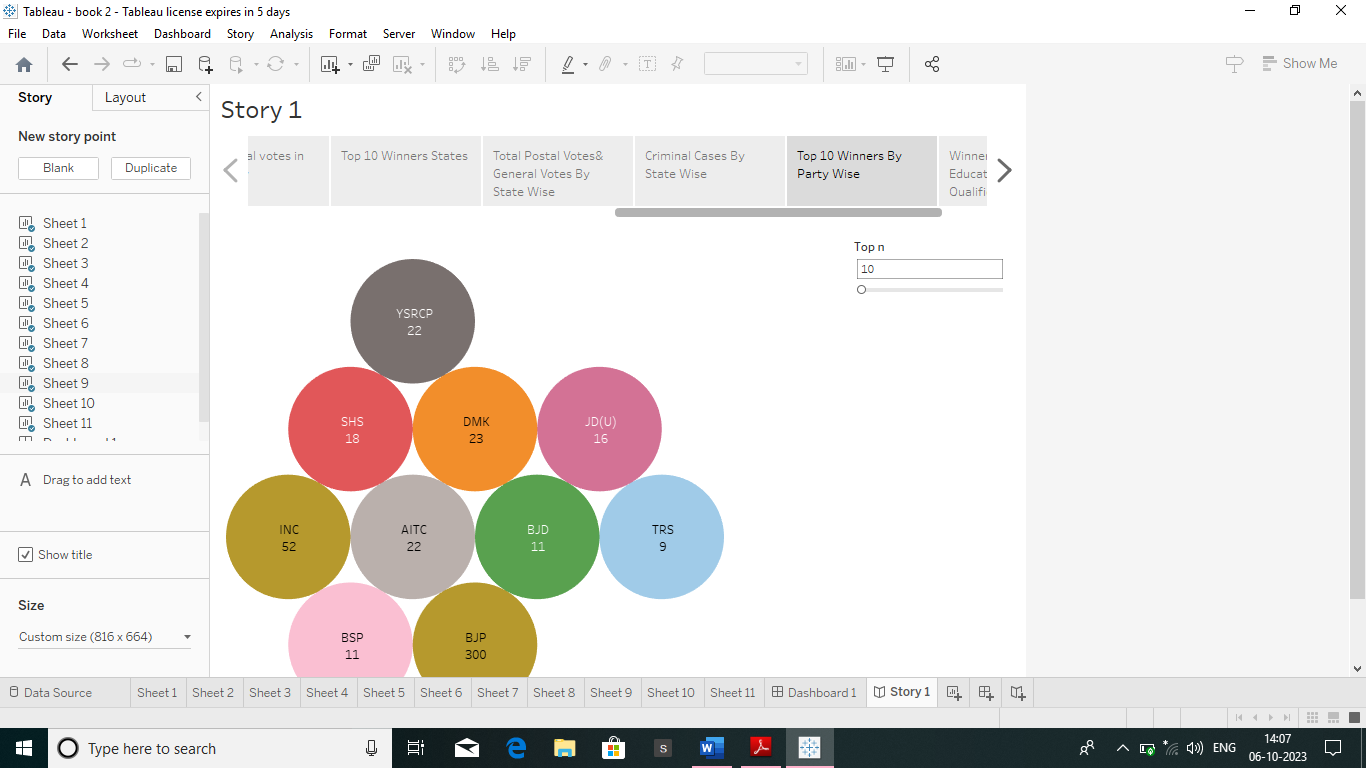 Tableau - book 2 - Tableau license expires in 5 days
File Data Worksheet Dashboard Story Analysis Format Server Window Help
Show Me
Story Layout
New story point
Blank Duplicate
Sheet 1
Sheet 2
Sheet 3
Sheet 4
Sheet 5
Sheet 6
Sheet 7
Sheet 8
Sheet 9
Sheet 10
Sheet 11
A Drag to add text
Show title
Size
Custom size (816 x 664)
Story 1
al votes in
Top 10 Winners States
Total Postal Votes&
General Votes By
State Wise
Criminal Cases By
State Wise
Top 10 Winners By
Party Wise
Winner
Educat
Qualifi
Top n
10
YSRCP
22
SHS
18
DMK
23
JD(U)
16
INC
52
AITC
22
BJD
11
TRS
9
BSP
11
BJP
300
Data Source Sheet 1 Sheet 2 Sheet 3 Sheet 4 Sheet 5 Sheet 6 Sheet 7 Sheet 8 Sheet 9 Sheet 10 Sheet 11 Dashboard 1 Story 1
Type here to search
S
W
ENG
14:07
06-10-2023